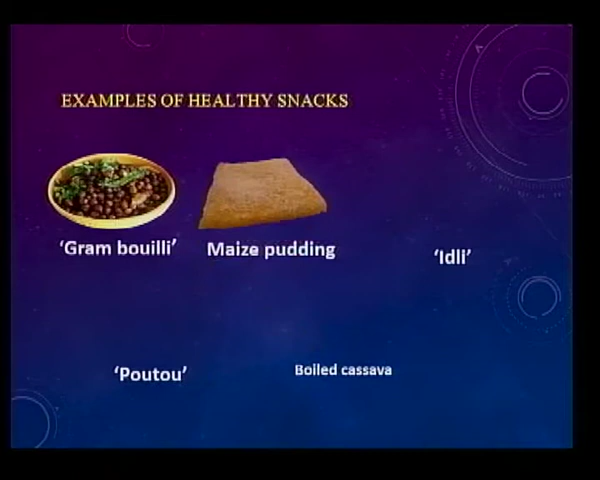 EXAMPLES OF HEALTHY SNACKS
‘Gram bouilli’
Maize pudding
‘Idli’
‘Poutou’
Boiled cassava